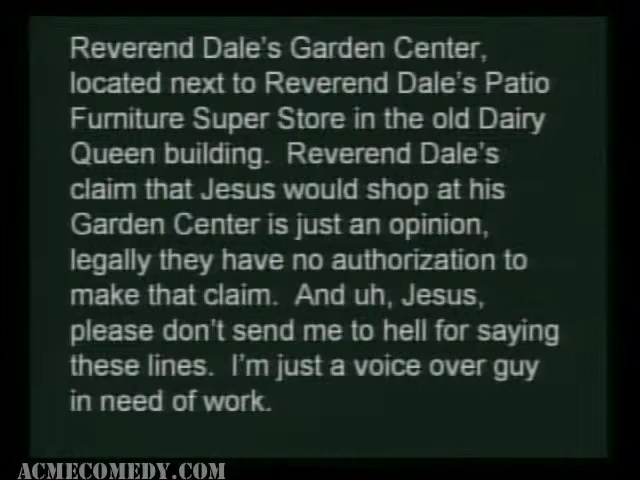 Reverend Dale's Garden Center,
located next to Reverend Dale's Patio
Furniture Super Store in the old Dairy
Queen building.  Reverend Dale's
claim that Jesus would shop at his
Garden Center is just an opinion,
legally they have no authorization to
make that claim.  And uh, Jesus,
please don't send me to hell for saying
these lines.  I'm just a voice over guy
in need of work.
ACMECOMEDY.COM